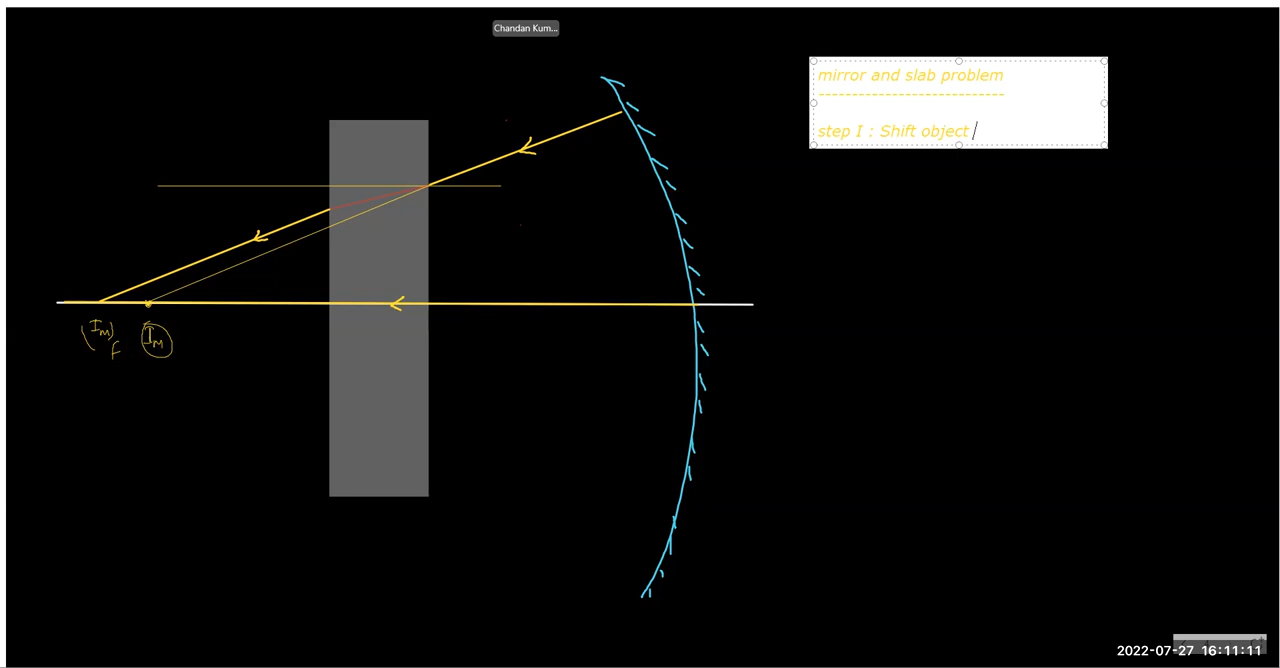 Chandan Kum...
mirror and slab problem
---------------------------
step I : Shift object
(Im)f
Im
2022-07-27 16:11:11